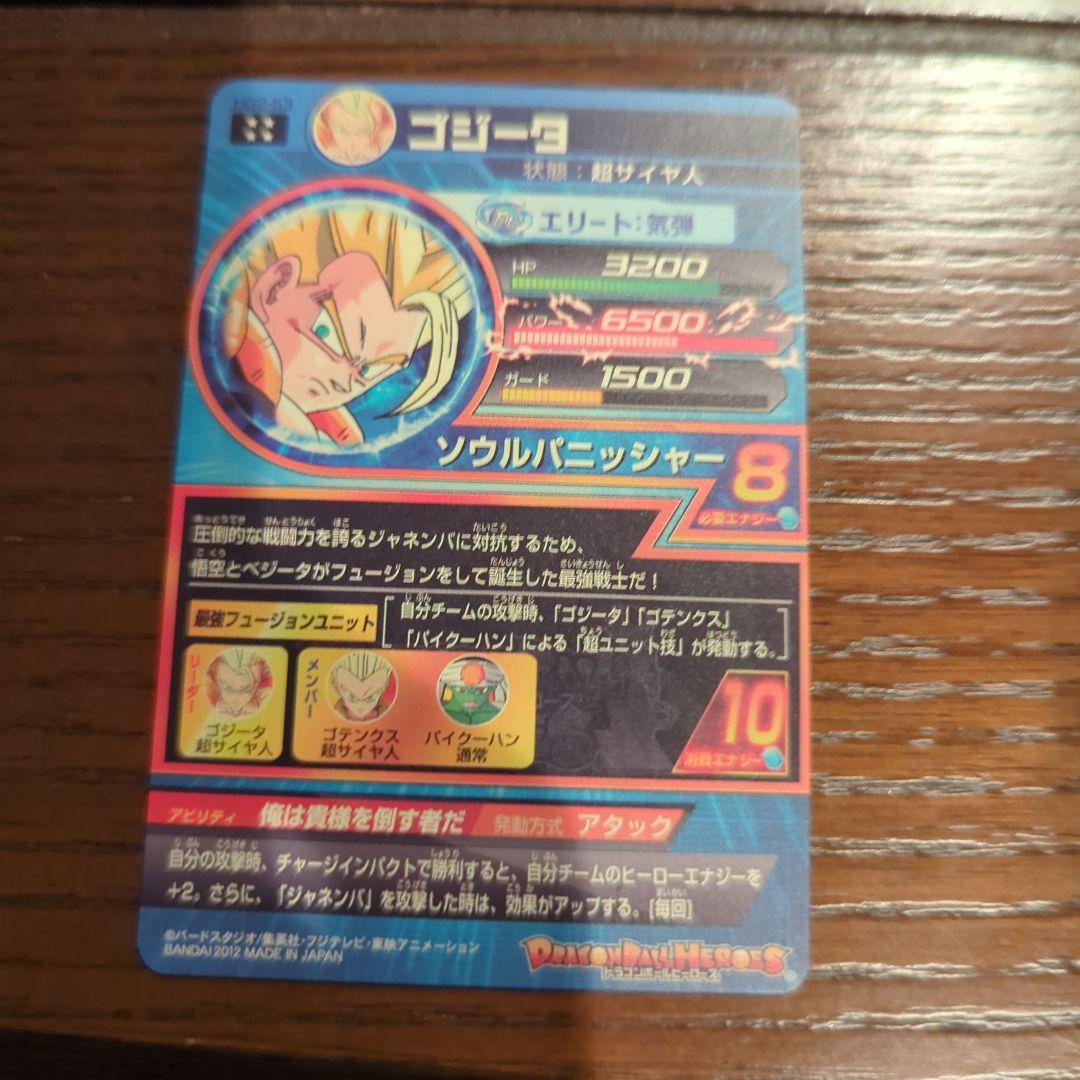 HG2-53
ゴジータ
状態：超サイヤ人
エリート：気弾
HP 3200
パワー 6500
ガード 1500
ソウルパニッシャー 8
必要エナジー
圧倒的な戦闘力を誇るジャネンバに対抗するため、
悟空とベジータがフュージョンをして誕生した最強戦士だ！
最強フュージョンユニット
自分チームの攻撃時、「ゴジータ」「ゴテンクス」
「パイクーハン」による「超ユニット技」が発動する。
リーダー
ゴジータ
超サイヤ人
メンバー
ゴテンクス
超サイヤ人
パイクーハン
通常
10
消費エナジー
アビリティ 俺は貴様を倒す者だ 発動方式 アタック
自分の攻撃時、チャージインパクトで勝利すると、自分チームのヒーローエナジーを
+2。さらに、「ジャネンバ」を攻撃した時は、効果がアップする。[毎回]
©バードスタジオ/集英社・フジテレビ・東映アニメーション
BANDAI 2012 MADE IN JAPAN
DRAGON BALL HEROES
ドラゴンボールヒーローズ